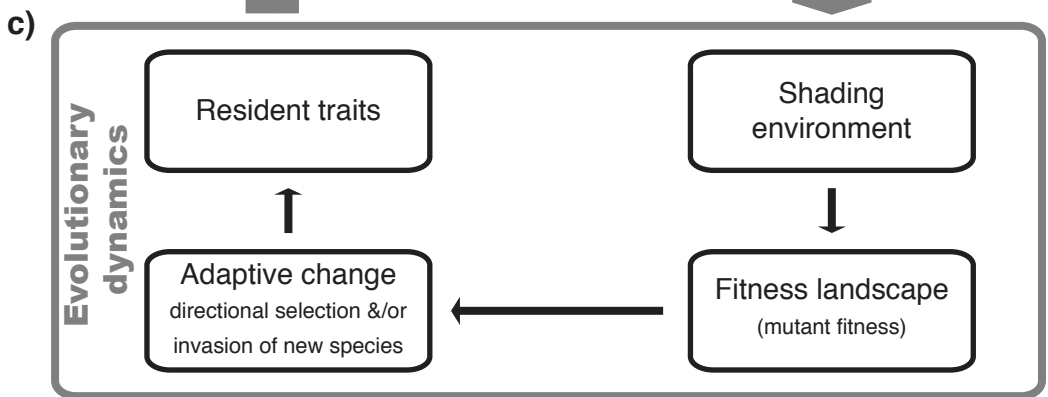 c)
Evolutionary
dynamics
Resident traits
Shading
environment
Adaptive change
directional selection &/or
invasion of new species
Fitness landscape
(mutant fitness)